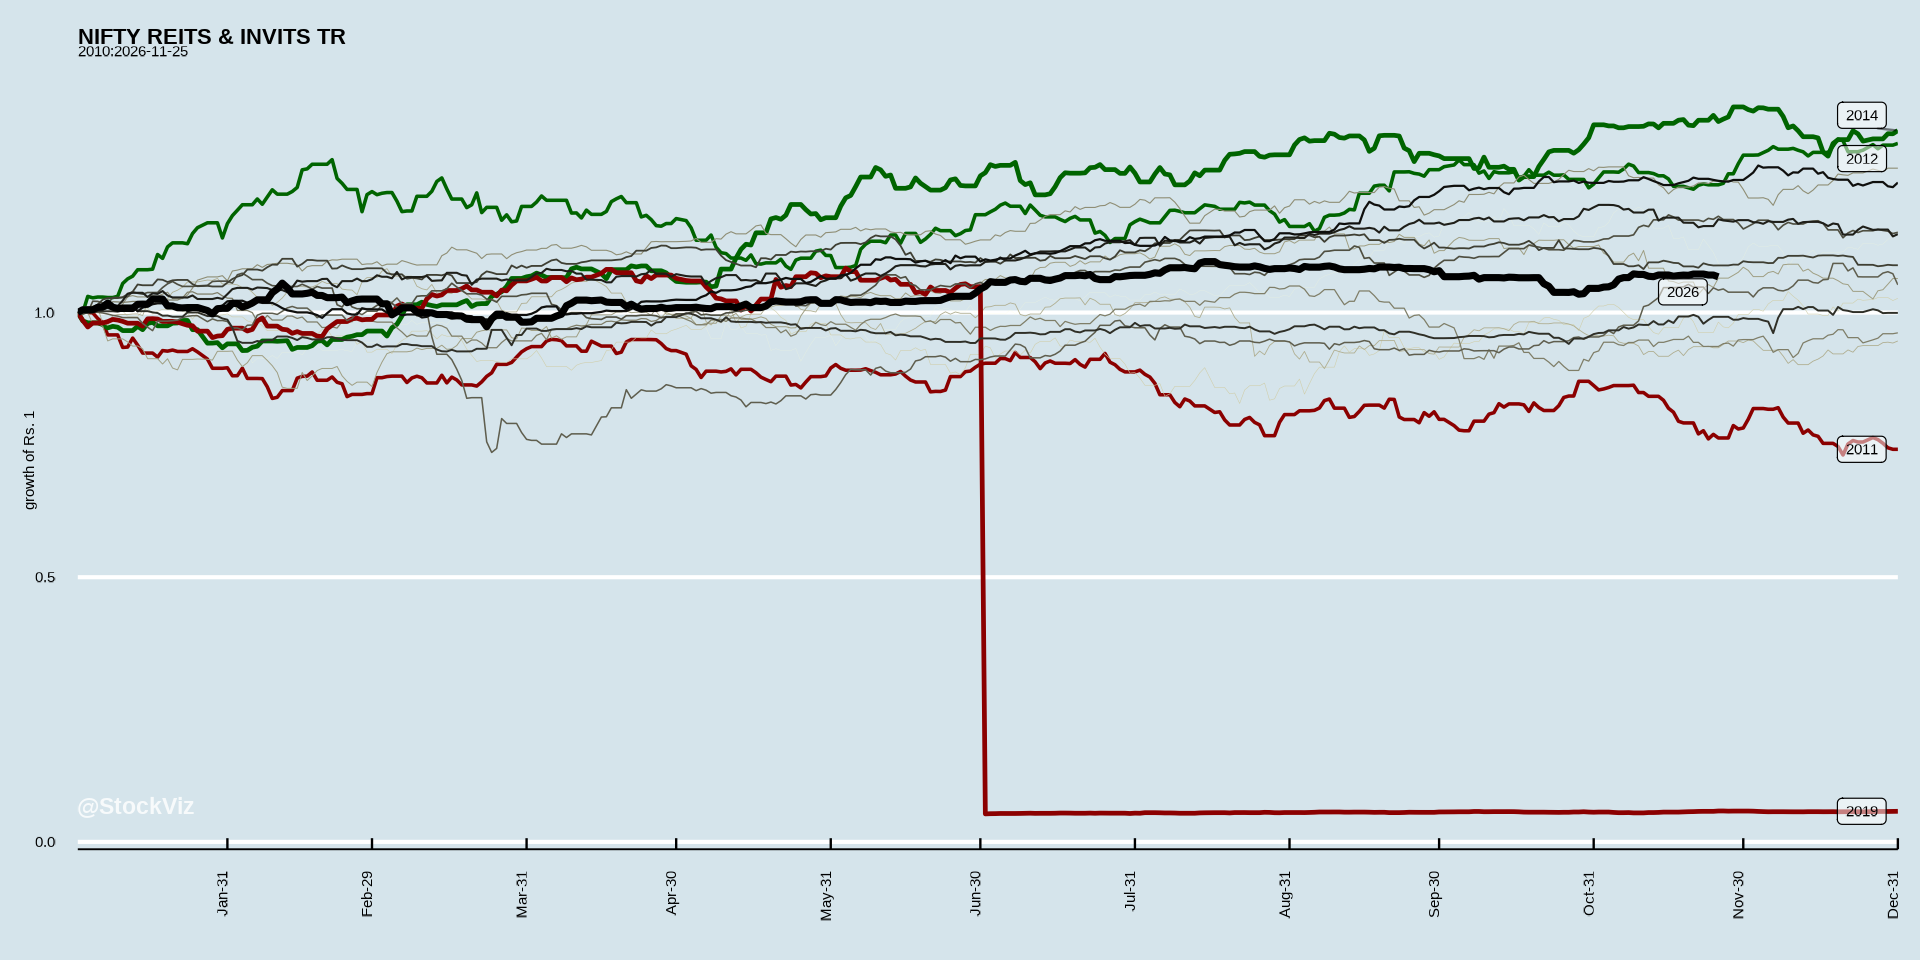 NIFTY REITS & INVITS TR
2010:2026-11-25
2014
2012
1.0
2026
growth of Rs. 1
2011
0.5
@StockViz
2019
0.0
Jan-31
Feb-29
Mar-31
Apr-30
May-31
Jun-30
Jul-31
Aug-31
Sep-30
Oct-31
Nov-30
Dec-31